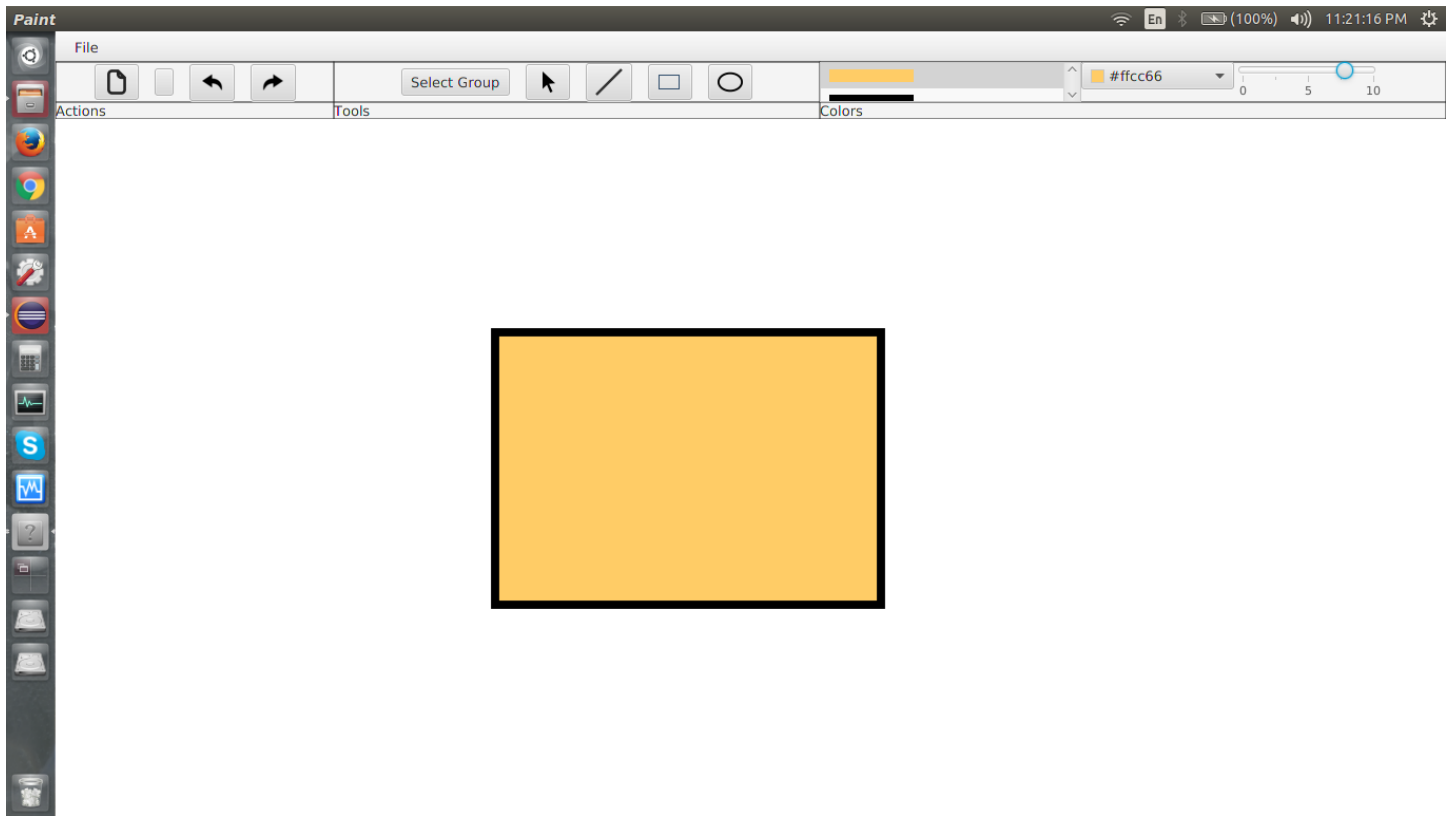 Paint
En
(100%)
11:21:16 PM
File
Select Group
#ffcc66
0 5 10
Actions
Tools
Colors
A
S
?